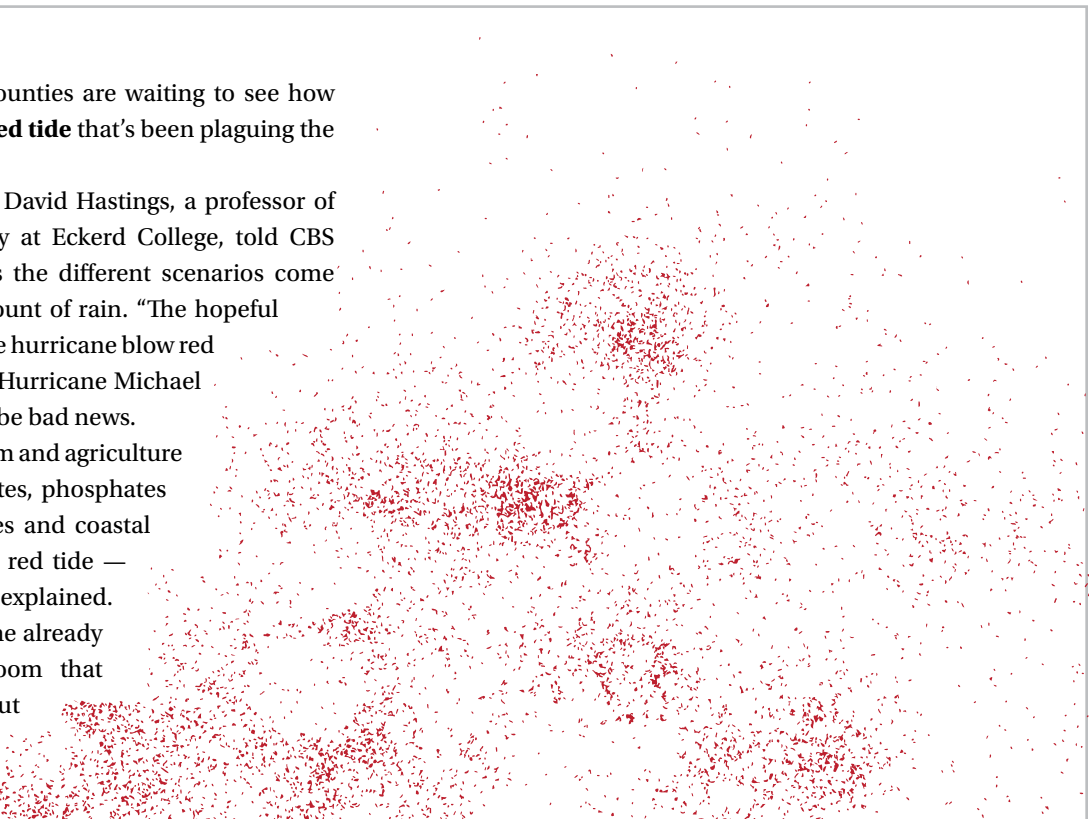 ounties are waiting to see how
ed tide that's been plaguing the
David Hastings, a professor of
y at Eckerd College, told CBS
s the different scenarios come
ount of rain. “The hopeful
e hurricane blow red
Hurricane Michael
be bad news.
m and agriculture
tes, phosphates
es and coastal
red tide —
explained.
ne already
oom that
ut